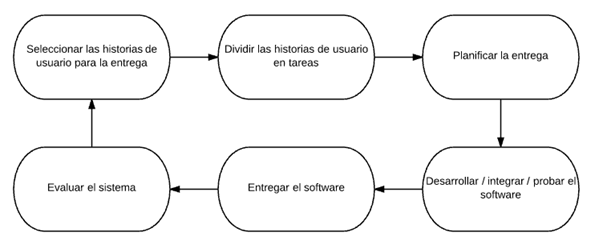 Seleccionar las historias de
usuario para la entrega
Dividir las historias de usuario
en tareas
Planificar la entrega
Desarrollar / integrar / probar el
software
Entregar el software
Evaluar el sistema